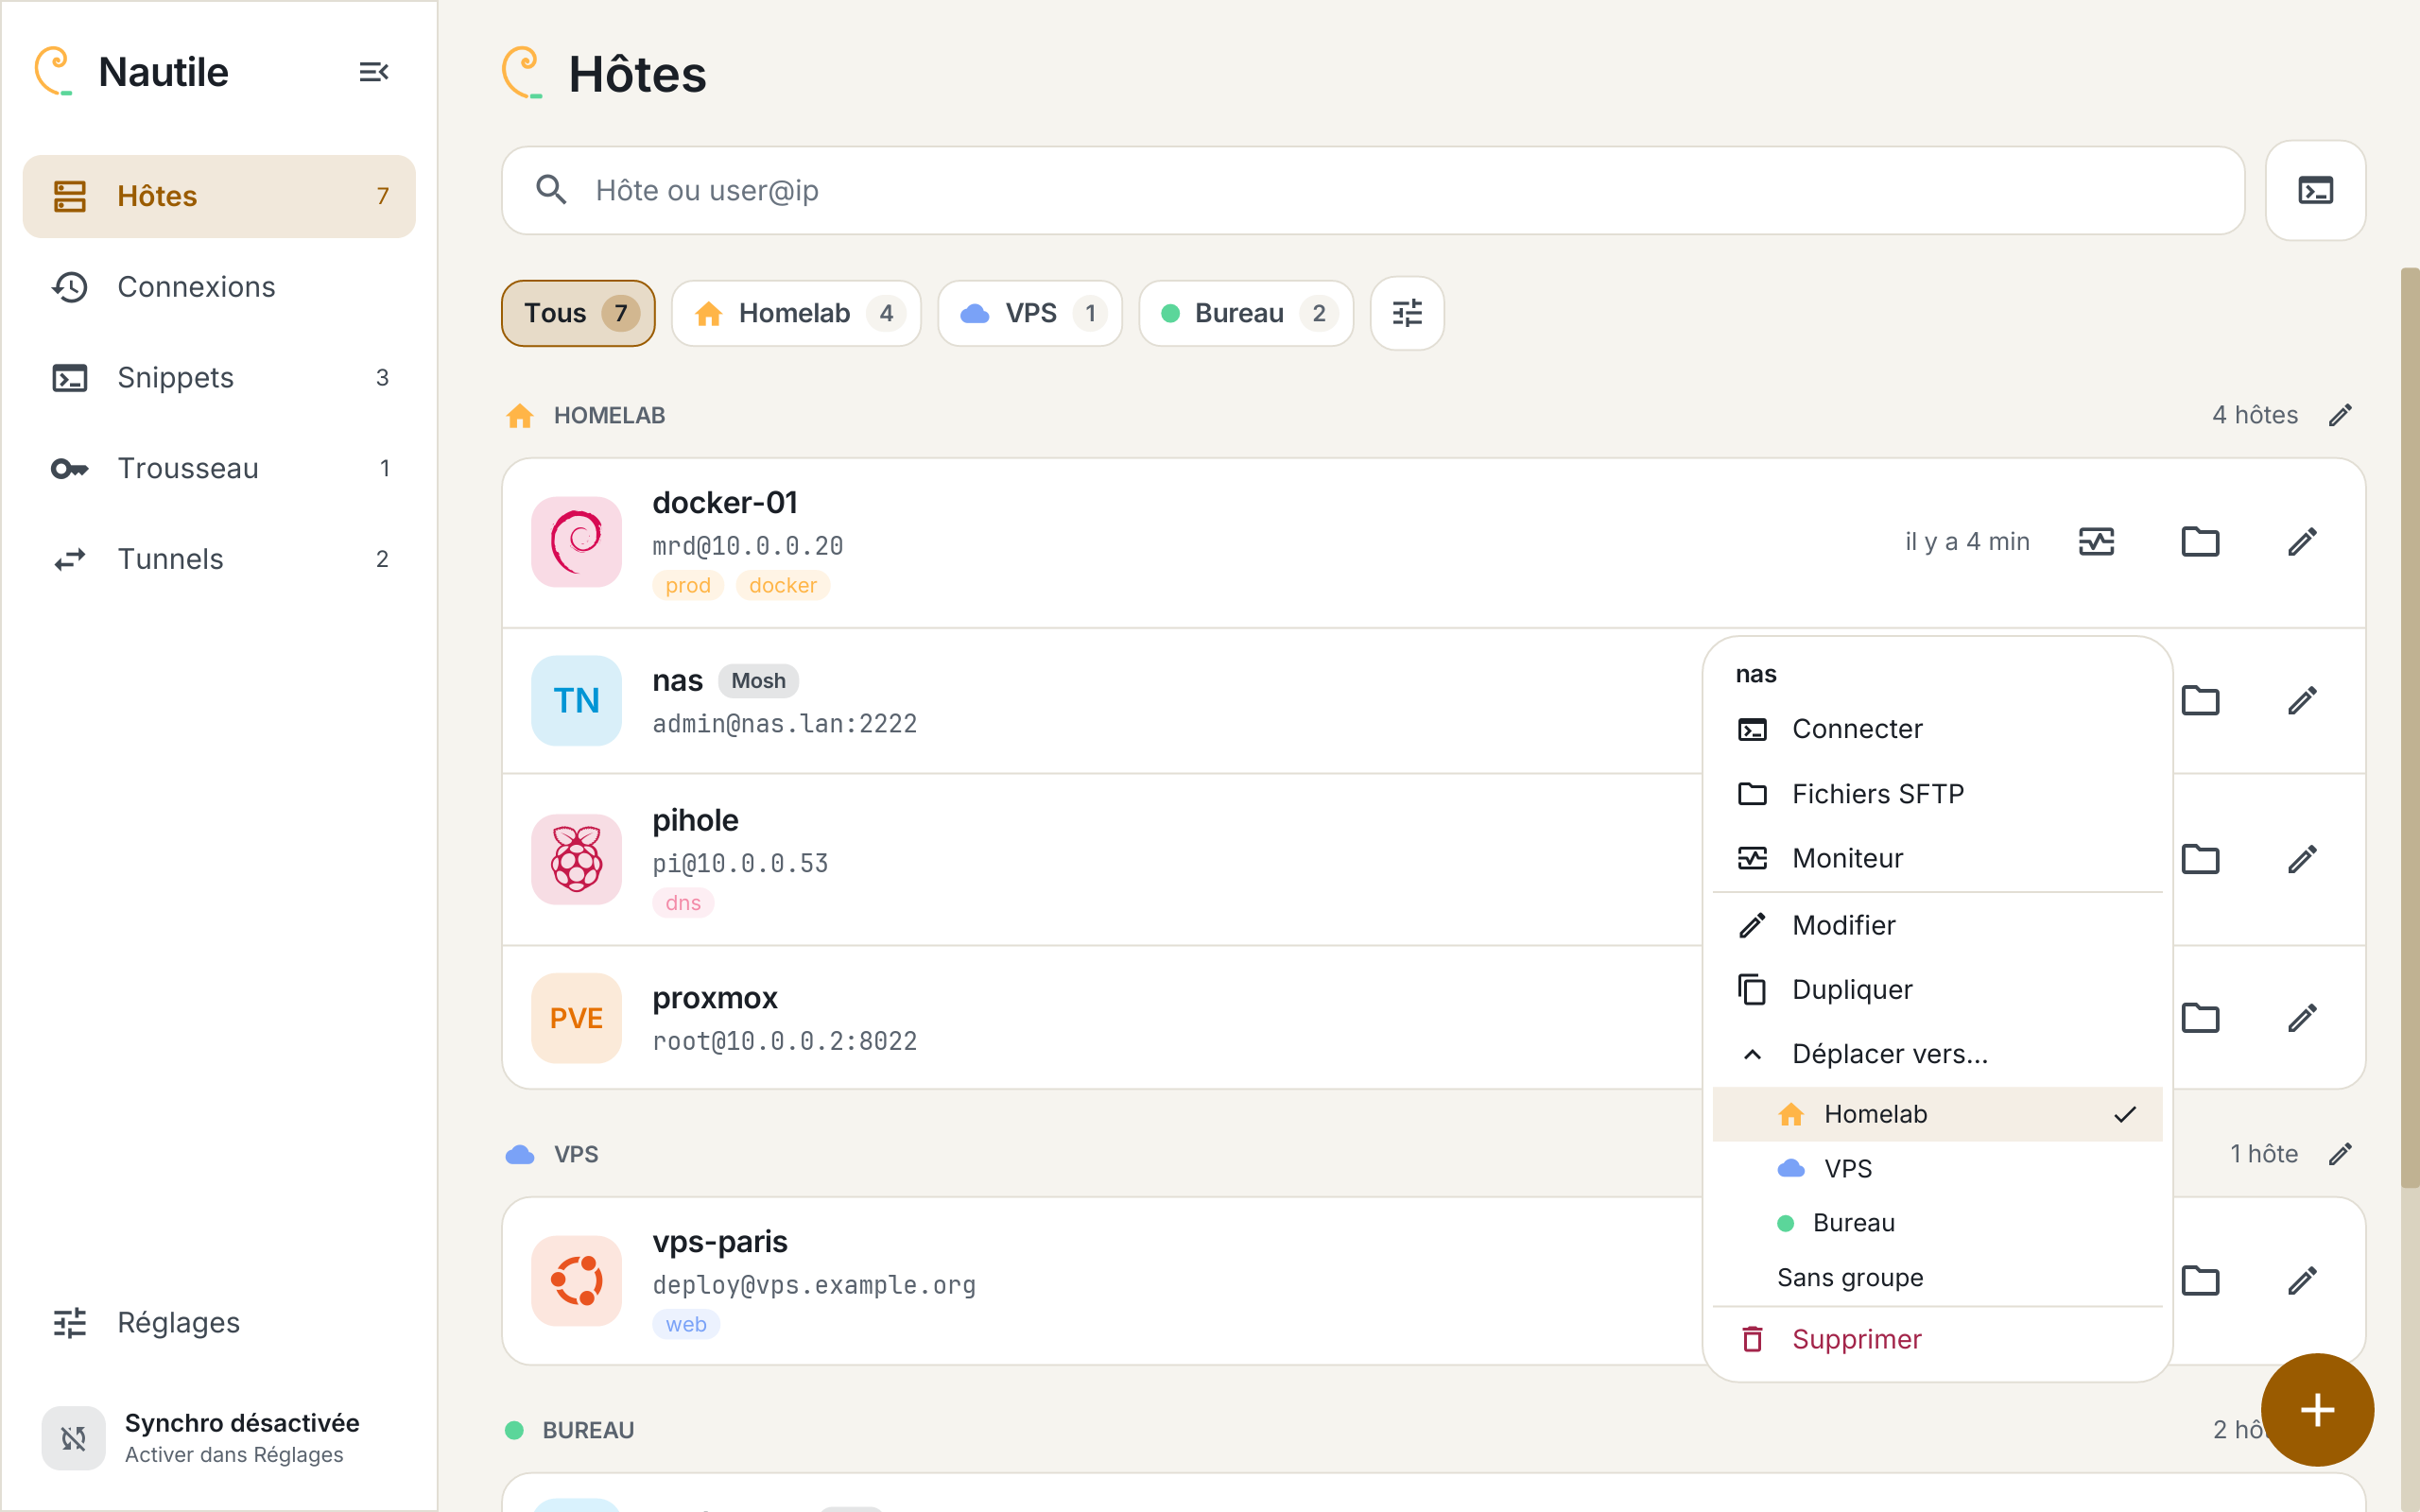 Nautile
Hôtes 7
Connexions
Snippets 3
Trousseau 1
Tunnels 2
Réglages
Synchro désactivée
Activer dans Réglages
Hôtes
Hôte ou user@ip
Tous 7
Homelab 4
VPS 1
Bureau 2
HOMELAB
4 hôtes
docker-01
mrd@10.0.0.20
prod docker
il y a 4 min
TN
nas Mosh
admin@nas.lan:2222
pihole
pi@10.0.0.53
dns
PVE
proxmox
root@10.0.0.2:8022
VPS
1 hôte
vps-paris
deploy@vps.example.org
web
BUREAU
2
nas
Connecter
Fichiers SFTP
Moniteur
Modifier
Dupliquer
Déplacer vers...
Homelab
VPS
Bureau
Sans groupe
Supprimer